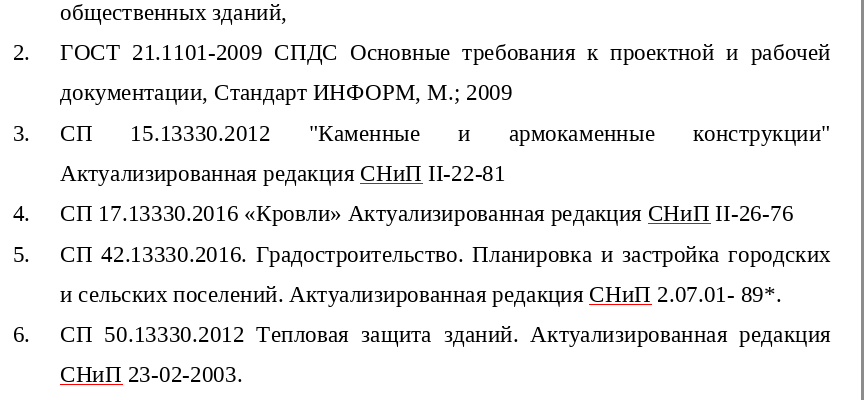 общественных зданий,
2. ГОСТ 21.1101-2009 СПДС Основные требования к проектной и рабочей
документации, Стандарт ИНФОРМ, М.; 2009
3. СП 15.13330.2012 "Каменные и армокаменные конструкции"
Актуализированная редакция СНиП II-22-81
4. СП 17.13330.2016 «Кровли» Актуализированная редакция СНиП II-26-76
5. СП 42.13330.2016. Градостроительство. Планировка и застройка городских
и сельских поселений. Актуализированная редакция СНиП 2.07.01- 89*.
6. СП 50.13330.2012 Тепловая защита зданий. Актуализированная редакция
СНиП 23-02-2003.